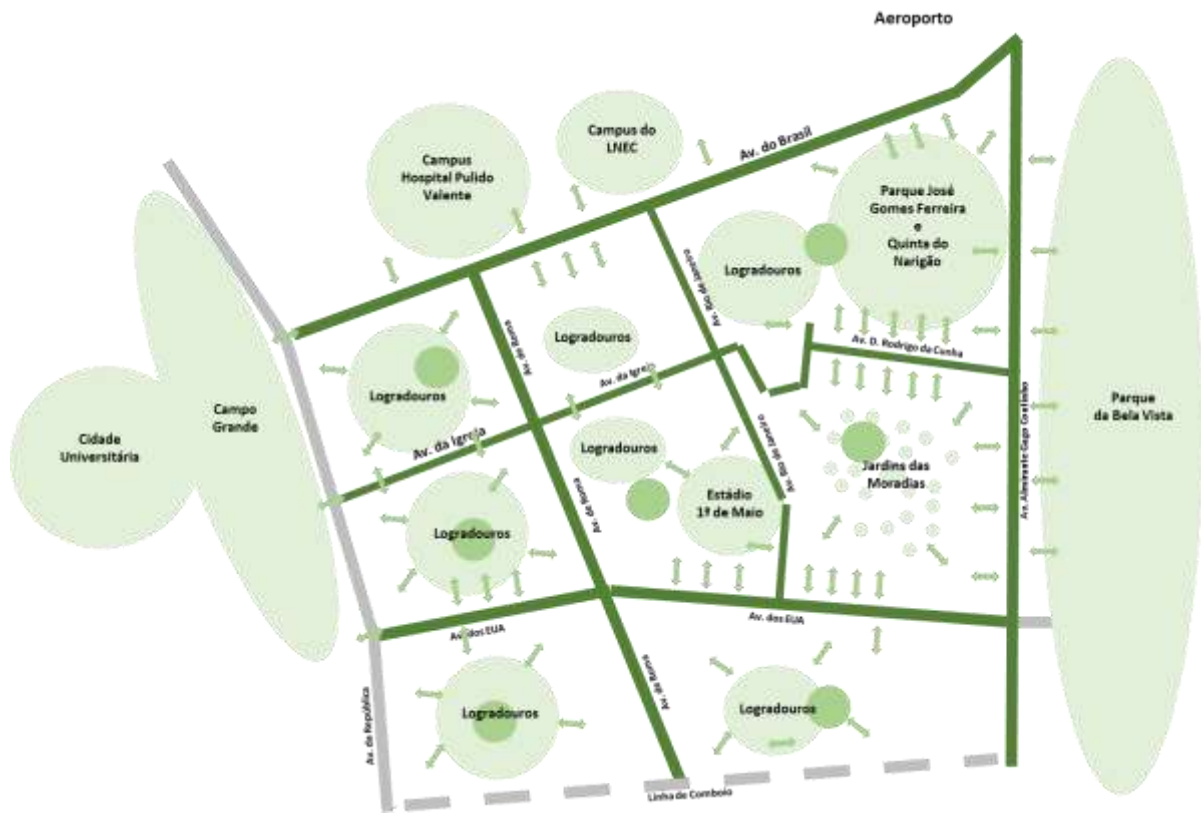 Aeroporto
Campus do
LNEC
Av. do Brasil
Campus
Hospital Pulido
Valente
Parque José
Gomes Ferreira
e
Quinta do
Narigão
Logradouros
Av. Rio de Janeiro
Logradouros
Av. de Roma
Av. D. Rodrigo da Cunha
Av. da Igreja
Logradouros
Campo
Grande
Parque
da Bela Vista
Cidade
Universitária
Av. da Igreja
Logradouros
Jardins das
Moradias
Av. Rio de Janeiro
Av. Almirante Gago Coutinho
Estádio
1º de Maio
Av. de Roma
Logradouros
Av. dos EUA
Av. dos EUA
Av. de Roma
Av. da República
Logradouros
Logradouros
Linha de Comboio